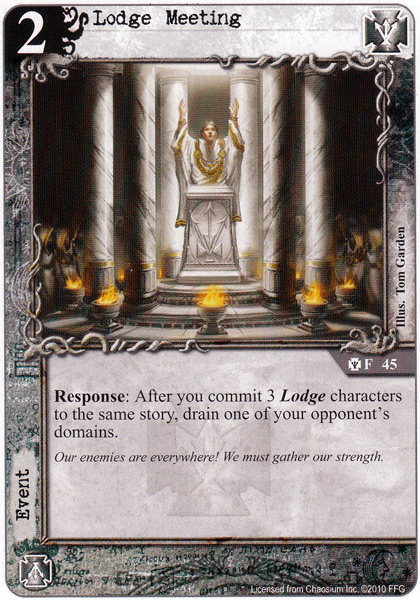 2
Lodge Meeting
Illus. Tom Garden
F 45
Response: After you commit 3 Lodge characters
to the same story, drain one of your opponent's
domains.
Our enemies are everywhere! We must gather our strength.
Event
Licensed from Chaosium Inc. ©2010 FFG